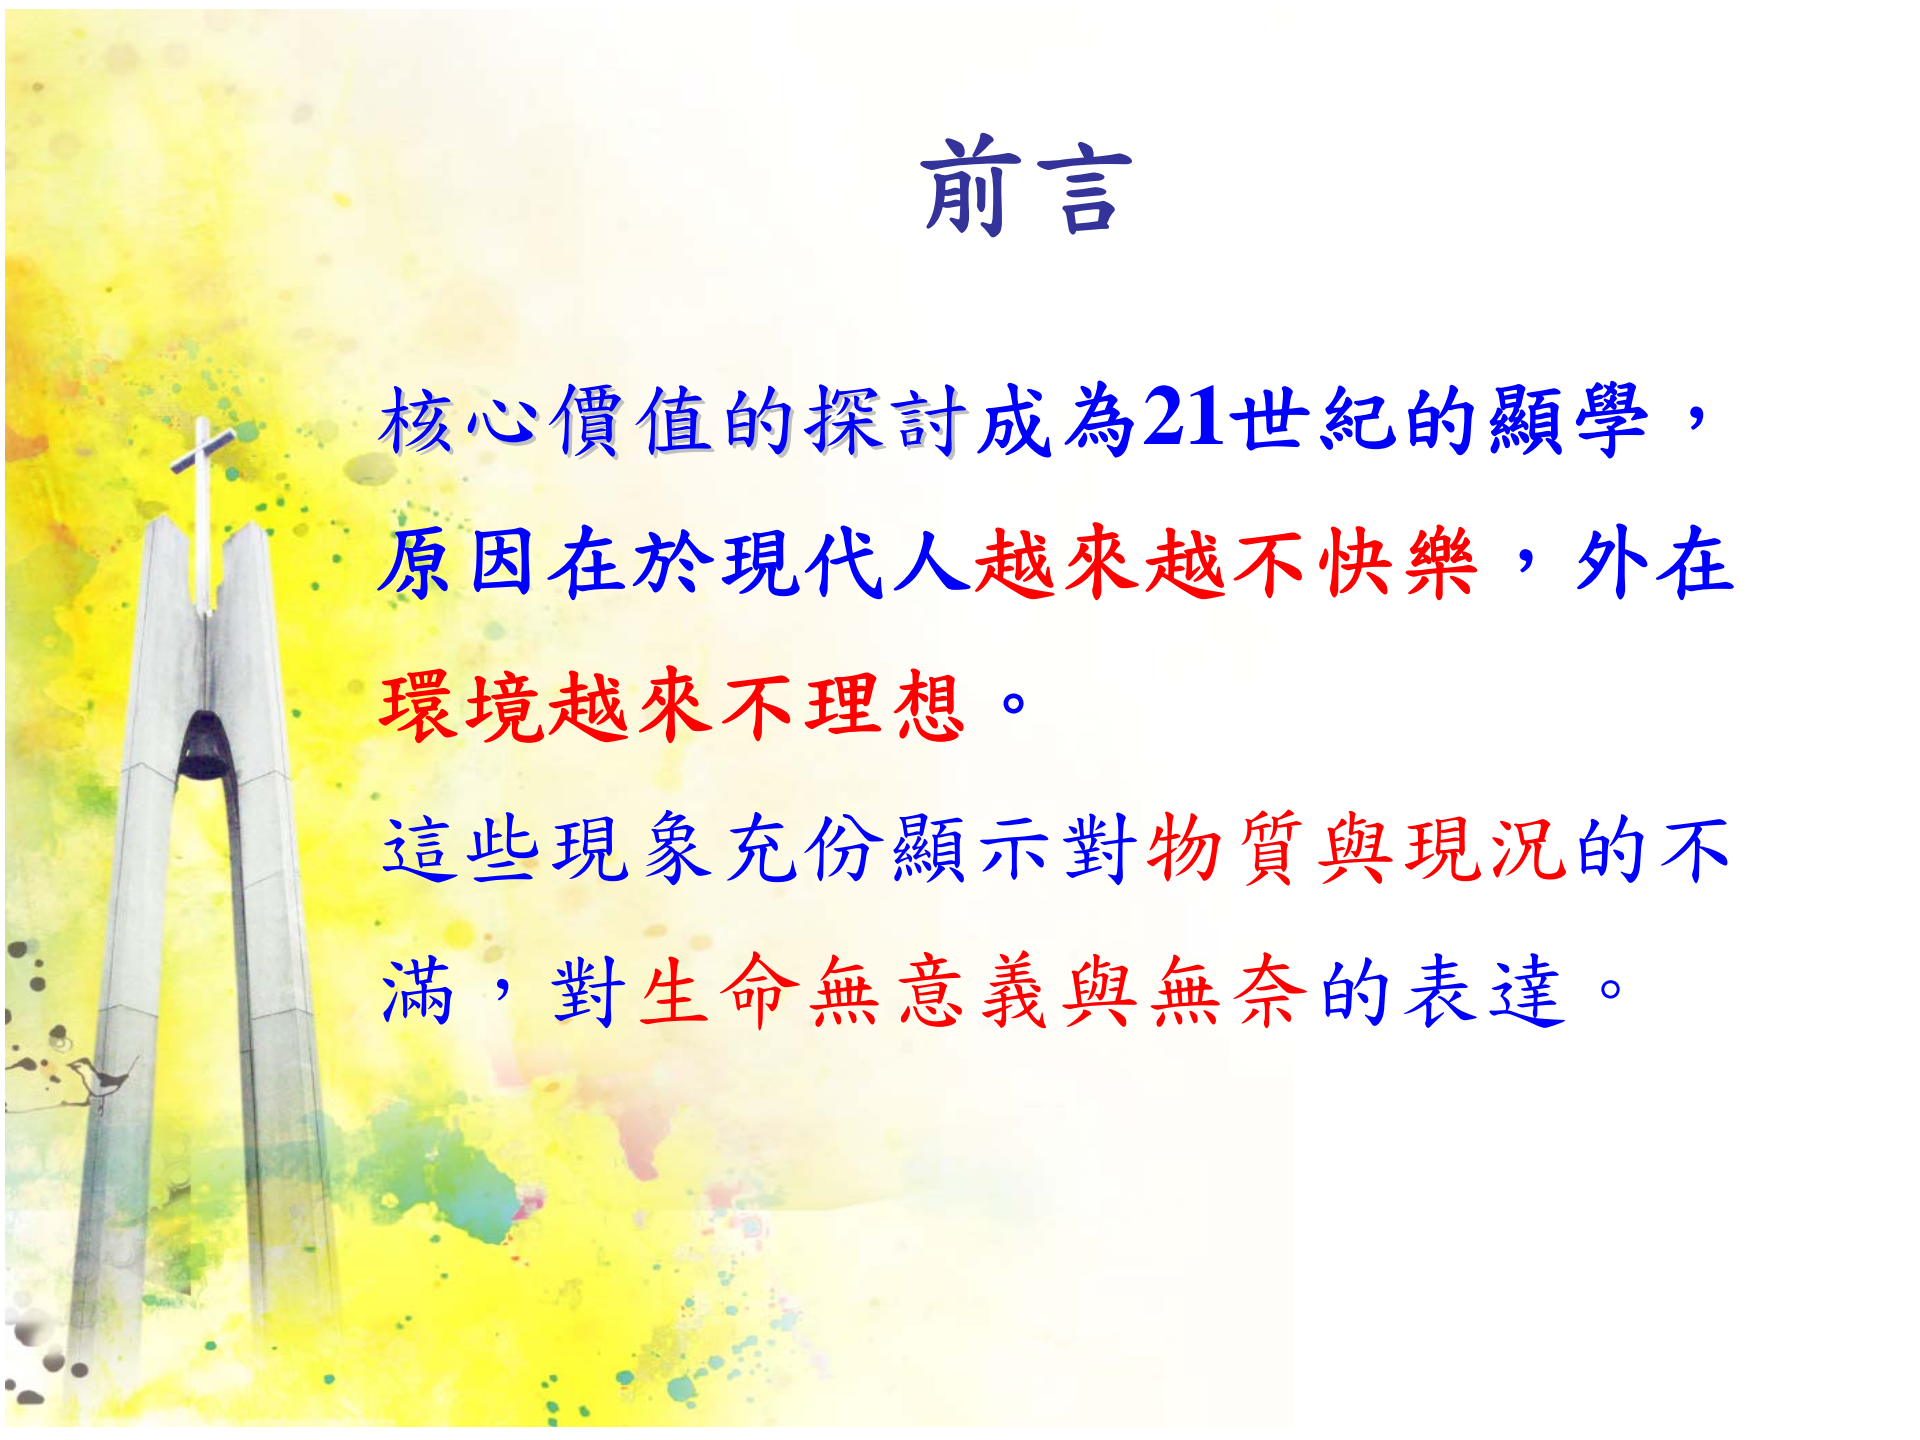 前言
核心價值的探討成為21世紀的顯學，
原因在於現代人越來越不快樂，外在
環境越來不理想。
這些現象充份顯示對物質與現況的不
滿，對生命無意義與無奈的表達。